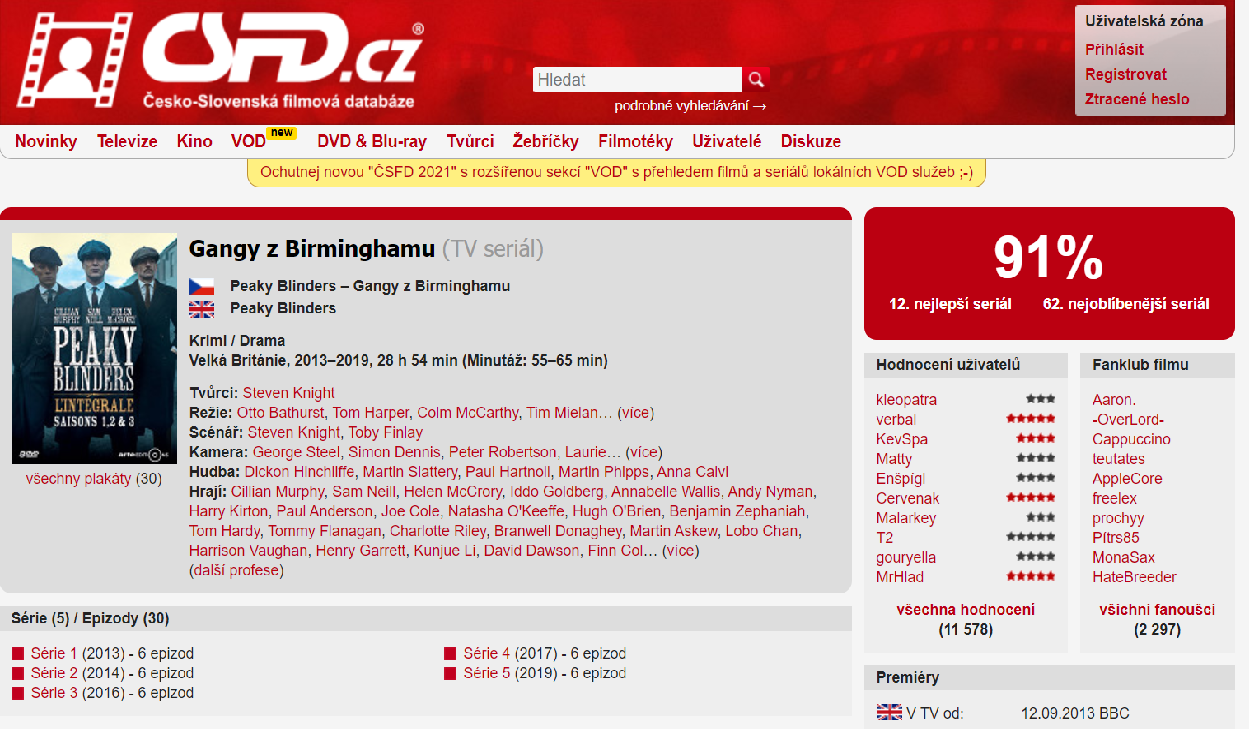 ČSFD.cz®
Česko-Slovenská filmová databáze
Hledat
podrobné vyhledávání →
Uživatelská zóna
Přihlásit
Registrovat
Ztracené heslo
Novinky Televize Kino VOD new DVD & Blu-ray Tvůrci Žebříčky Filmotéky Uživatelé Diskuze
Ochutnej novou "ČSFD 2021" s rozšířenou sekcí "VOD" s přehledem filmů a seriálů lokálních VOD služeb ;-)
CILLIAN SAM HELEN
MURPHY NEILL McCRORY
PEAKY
BLINDERS
L'INTÉGRALE
SAISONS 1, 2 & 3
všechny plakáty (30)
Gangy z Birminghamu (TV seriál)
Peaky Blinders – Gangy z Birminghamu
Peaky Blinders
Krimi / Drama
Velká Británie, 2013–2019, 28 h 54 min (Minutáž: 55–65 min)
Tvůrci: Steven Knight
Režie: Otto Bathurst, Tom Harper, Colm McCarthy, Tim Mielan… (více)
Scénář: Steven Knight, Toby Finlay
Kamera: George Steel, Simon Dennis, Peter Robertson, Laurie… (více)
Hudba: Dickon Hinchliffe, Martin Slattery, Paul Hartnoll, Martin Phipps, Anna Calvi
Hrají: Cillian Murphy, Sam Neill, Helen McCrory, Iddo Goldberg, Annabelle Wallis, Andy Nyman,
Harry Kirton, Paul Anderson, Joe Cole, Natasha O'Keeffe, Hugh O'Brien, Benjamin Zephaniah,
Tom Hardy, Tommy Flanagan, Charlotte Riley, Branwell Donaghey, Martin Askew, Lobo Chan,
Harrison Vaughan, Henry Garrett, Kunjue Li, David Dawson, Finn Col… (více)
(další profese)
Série (5) / Epizody (30)
Série 1 (2013) - 6 epizod
Série 2 (2014) - 6 epizod
Série 3 (2016) - 6 epizod
Série 4 (2017) - 6 epizod
Série 5 (2019) - 6 epizod
91%
12. nejlepší seriál 62. nejoblíbenější seriál
Hodnocení uživatelů
kleopatra
verbal
KevSpa
Matty
Enšpígl
Cervenak
Malarkey
T2
gouryella
MrHlad
všechna hodnocení
(11 578)
Fanklub filmu
Aaron.
-OverLord-
Cappuccino
teutates
AppleCore
freelex
prochyy
Pítrs85
MonaSax
HateBreeder
všichni fanoušci
(2 297)
Premiéry
V TV od: 12.09.2013 BBC